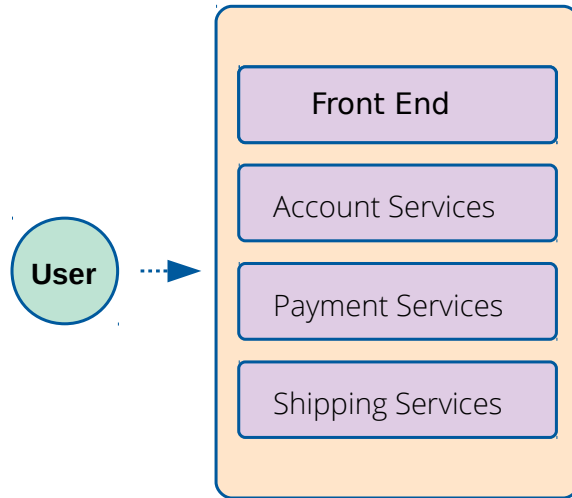 Front End
Account Services
User
Payment Services
Shipping Services